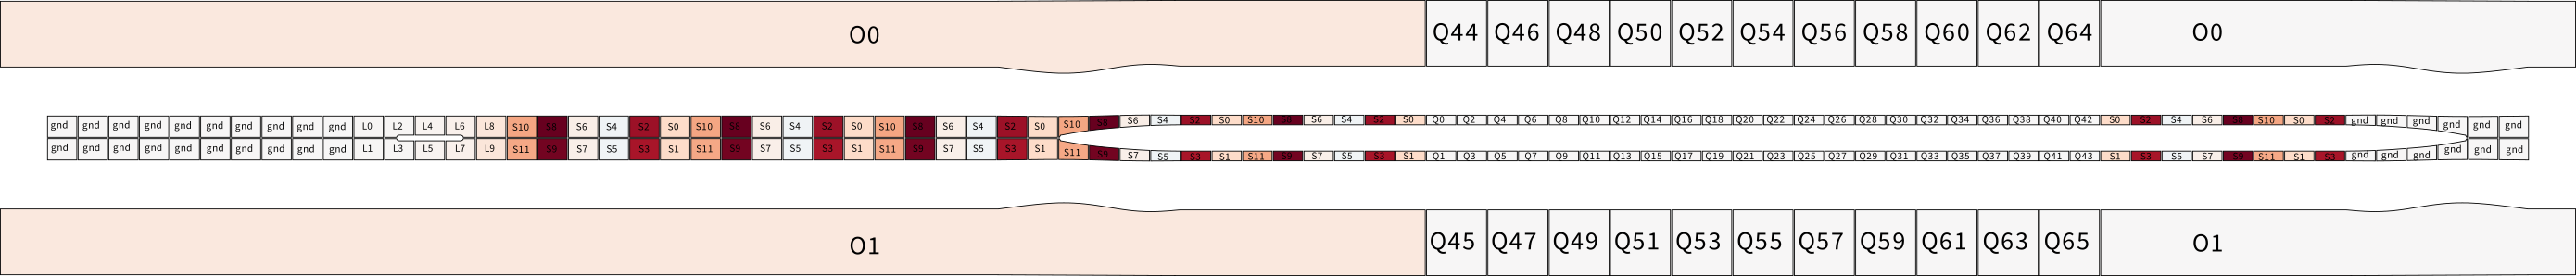 O0 Q44 Q46 Q48 Q50 Q52 Q54 Q56 Q58 Q60 Q62 Q64 O0
gnd gnd gnd gnd gnd gnd gnd gnd gnd gnd L0 L2 L4 L6 L8 S10 S8 S6 S4 S2 S0 S10 S8 S6 S4 S2 S0 S10 S8 S6 S4 S2 S0 S10 S8 S6 S4 S2 S0 S10 S8 S6 S4 S2 S0 Q0 Q2 Q4 Q6 Q8 Q10 Q12 Q14 Q16 Q18 Q20 Q22 Q24 Q26 Q28 Q30 Q32 Q34 Q36 Q38 Q40 Q42 S0 S2 S4 S6 S8 S10 S0 S2 gnd gnd gnd gnd gnd gnd
gnd gnd gnd gnd gnd gnd gnd gnd gnd gnd L1 L3 L5 L7 L9 S11 S9 S7 S5 S3 S1 S11 S9 S7 S5 S3 S1 S11 S9 S7 S5 S3 S1 S11 S9 S7 S5 S3 S1 S11 S9 S7 S5 S3 S1 Q1 Q3 Q5 Q7 Q9 Q11 Q13 Q15 Q17 Q19 Q21 Q23 Q25 Q27 Q29 Q31 Q33 Q35 Q37 Q39 Q41 Q43 S1 S3 S5 S7 S9 S11 S1 S3 gnd gnd gnd gnd gnd gnd
O1 Q45 Q47 Q49 Q51 Q53 Q55 Q57 Q59 Q61 Q63 Q65 O1